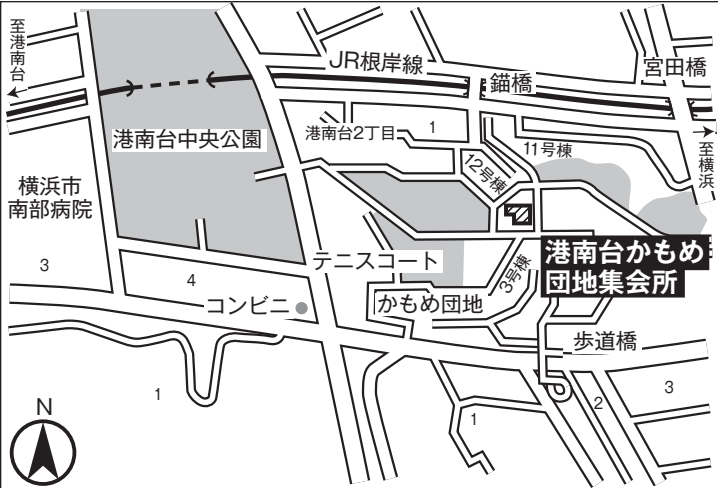 至港南台
JR根岸線
錨橋
宮田橋
至横浜
港南台中央公園
港南台2丁目
1
11号棟
12号棟
横浜市
南部病院
3
4
テニスコート
コンビニ
かもめ団地
3号棟
港南台かもめ
団地集会所
歩道橋
1
1
2
3
N